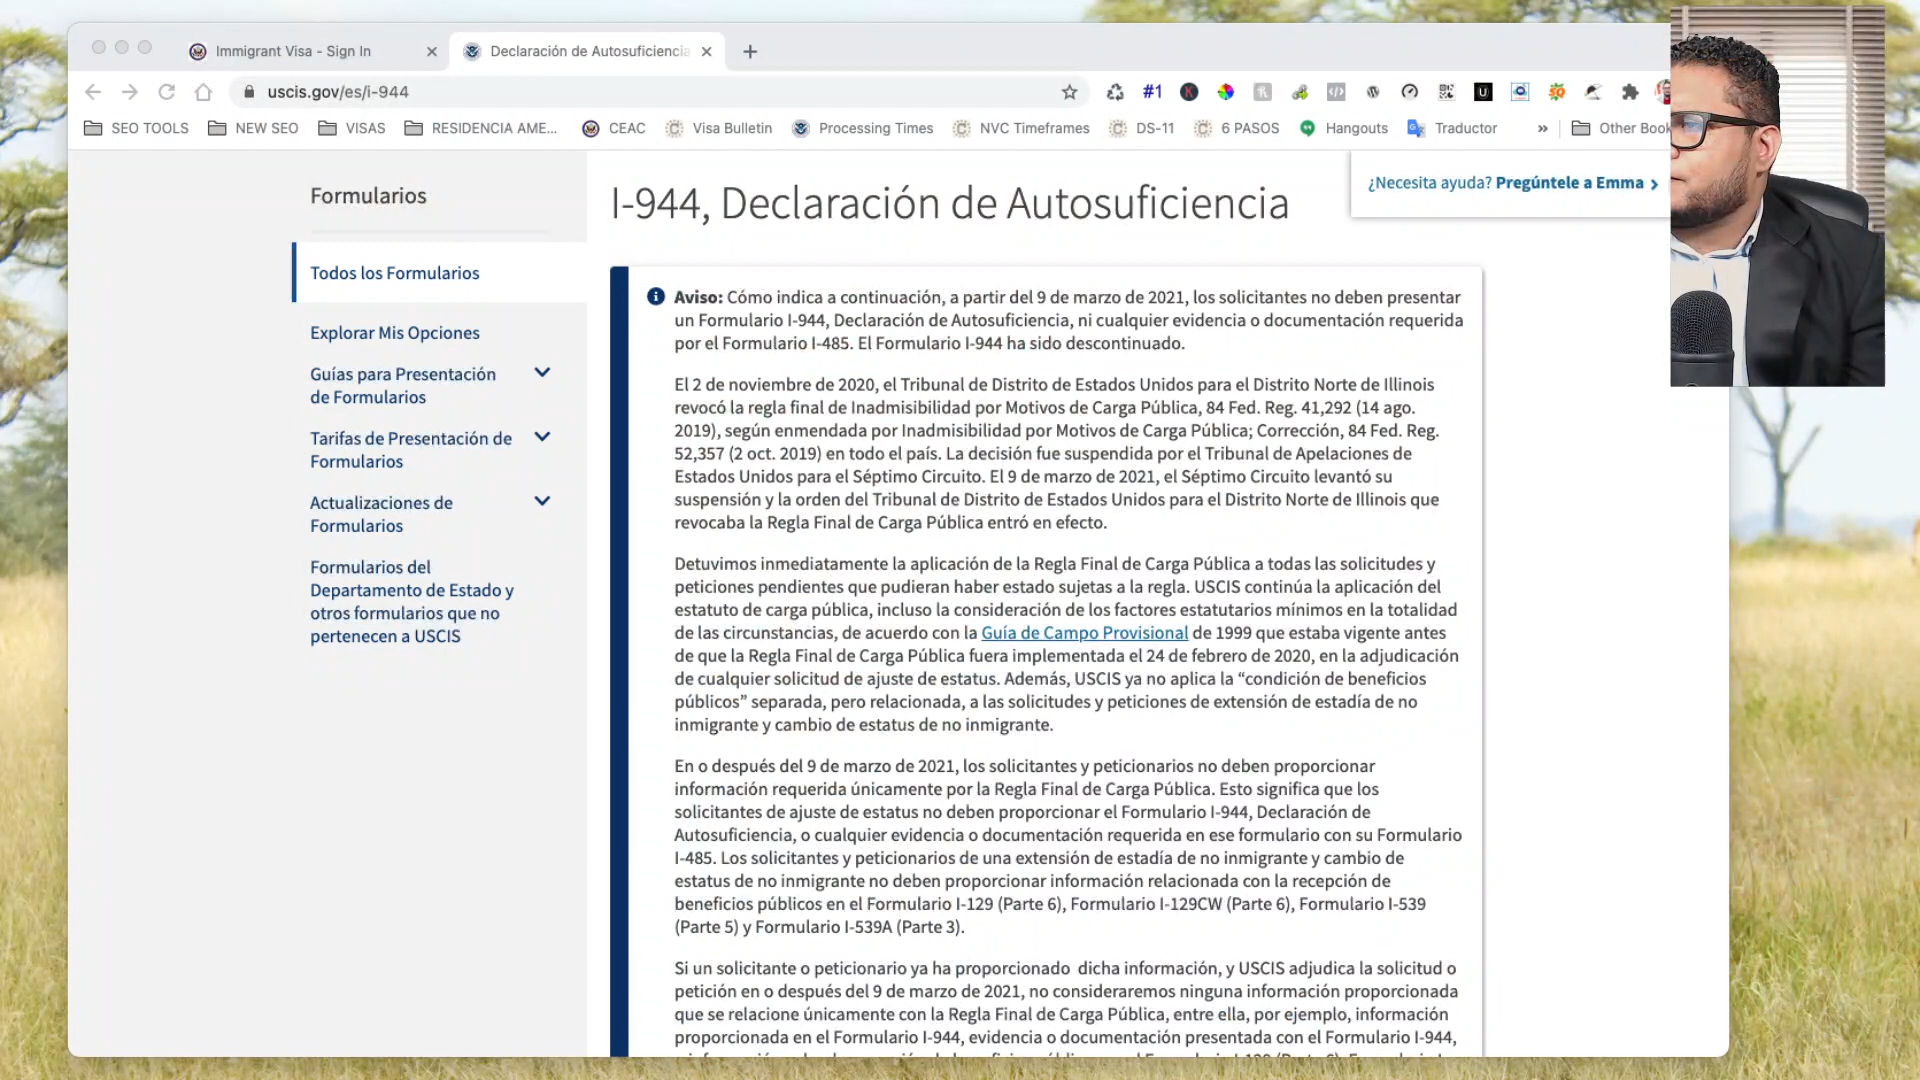 Immigrant Visa - Sign In
Declaración de Autosuficiencia
uscis.gov/es/i-944
#1
SEO TOOLS
NEW SEO
VISAS
RESIDENCIA AME...
CEAC
Visa Bulletin
Processing Times
NVC Timeframes
DS-11
6 PASOS
Hangouts
Traductor
»
Other Book
Formularios
Todos los Formularios
Explorar Mis Opciones
Guías para Presentación
de Formularios
Tarifas de Presentación de
Formularios
Actualizaciones de
Formularios
Formularios del
Departamento de Estado y
otros formularios que no
pertenecen a USCIS
I-944, Declaración de Autosuficiencia
¿Necesita ayuda? Pregúntele a Emma
Aviso: Cómo indica a continuación, a partir del 9 de marzo de 2021, los solicitantes no deben presentar
un Formulario I-944, Declaración de Autosuficiencia, ni cualquier evidencia o documentación requerida
por el Formulario I-485. El Formulario I-944 ha sido descontinuado.
El 2 de noviembre de 2020, el Tribunal de Distrito de Estados Unidos para el Distrito Norte de Illinois
revocó la regla final de Inadmisibilidad por Motivos de Carga Pública, 84 Fed. Reg. 41,292 (14 ago.
2019), según enmendada por Inadmisibilidad por Motivos de Carga Pública; Corrección, 84 Fed. Reg.
52,357 (2 oct. 2019) en todo el país. La decisión fue suspendida por el Tribunal de Apelaciones de
Estados Unidos para el Séptimo Circuito. El 9 de marzo de 2021, el Séptimo Circuito levantó su
suspensión y la orden del Tribunal de Distrito de Estados Unidos para el Distrito Norte de Illinois que
revocaba la Regla Final de Carga Pública entró en efecto.
Detuvimos inmediatamente la aplicación de la Regla Final de Carga Pública a todas las solicitudes y
peticiones pendientes que pudieran haber estado sujetas a la regla. USCIS continúa la aplicación del
estatuto de carga pública, incluso la consideración de los factores estatutarios mínimos en la totalidad
de las circunstancias, de acuerdo con la Guía de Campo Provisional de 1999 que estaba vigente antes
de que la Regla Final de Carga Pública fuera implementada el 24 de febrero de 2020, en la adjudicación
de cualquier solicitud de ajuste de estatus. Además, USCIS ya no aplica la “condición de beneficios
públicos” separada, pero relacionada, a las solicitudes y peticiones de extensión de estadía de no
inmigrante y cambio de estatus de no inmigrante.
En o después del 9 de marzo de 2021, los solicitantes y peticionarios no deben proporcionar
información requerida únicamente por la Regla Final de Carga Pública. Esto significa que los
solicitantes de ajuste de estatus no deben proporcionar el Formulario I-944, Declaración de
Autosuficiencia, o cualquier evidencia o documentación requerida en ese formulario con su Formulario
I-485. Los solicitantes y peticionarios de una extensión de estadía de no inmigrante y cambio de
estatus de no inmigrante no deben proporcionar información relacionada con la recepción de
beneficios públicos en el Formulario I-129 (Parte 6), Formulario I-129CW (Parte 6), Formulario I-539
(Parte 5) y Formulario I-539A (Parte 3).
Si un solicitante o peticionario ya ha proporcionado dicha información, y USCIS adjudica la solicitud o
petición en o después del 9 de marzo de 2021, no consideraremos ninguna información proporcionada
que se relacione únicamente con la Regla Final de Carga Pública, entre ella, por ejemplo, información
proporcionada en el Formulario I-944, evidencia o documentación presentada con el Formulario I-944,